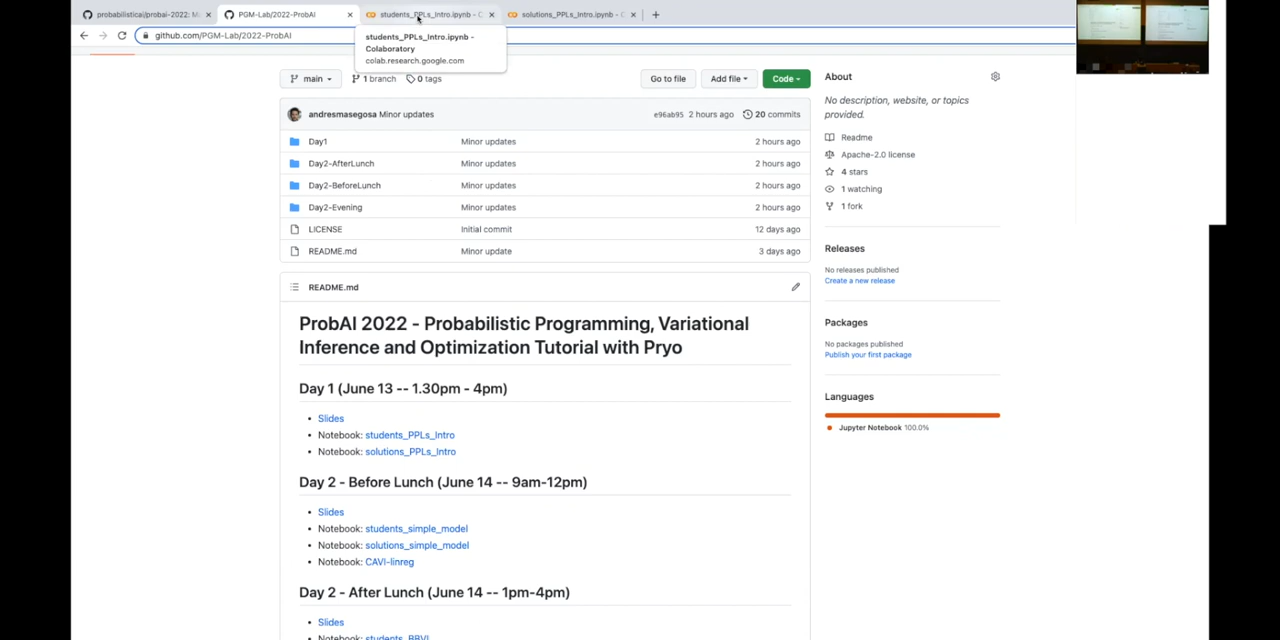 probabilisticai/probai-2022: M
PGM-Lab/2022-ProbAI
students_PPLs_Intro.ipynb - C
solutions_PPLs_Intro.ipynb - C
github.com/PGM-Lab/2022-ProbAI
students_PPLs_Intro.ipynb -
Colaboratory
colab.research.google.com
main
1 branch
0 tags
Go to file
Add file
Code
andresmasegosa Minor updates
e96ab95 2 hours ago
20 commits
Day1
Minor updates
2 hours ago
Day2-AfterLunch
Minor updates
2 hours ago
Day2-BeforeLunch
Minor updates
2 hours ago
Day2-Evening
Minor updates
2 hours ago
LICENSE
Initial commit
12 days ago
README.md
Minor update
3 days ago
README.md
ProbAI 2022 - Probabilistic Programming, Variational
Inference and Optimization Tutorial with Pryo
Day 1 (June 13 -- 1.30pm - 4pm)
• Slides
• Notebook: students_PPLs_Intro
• Notebook: solutions_PPLs_Intro
Day 2 - Before Lunch (June 14 -- 9am-12pm)
• Slides
• Notebook: students_simple_model
• Notebook: solutions_simple_model
• Notebook: CAVI-linreg
Day 2 - After Lunch (June 14 -- 1pm-4pm)
• Slides
• Notebook: students_BBVI
About
No description, website, or topics
provided.
Readme
Apache-2.0 license
4 stars
1 watching
1 fork
Releases
No releases published
Create a new release
Packages
No packages published
Publish your first package
Languages
Jupyter Notebook 100.0%